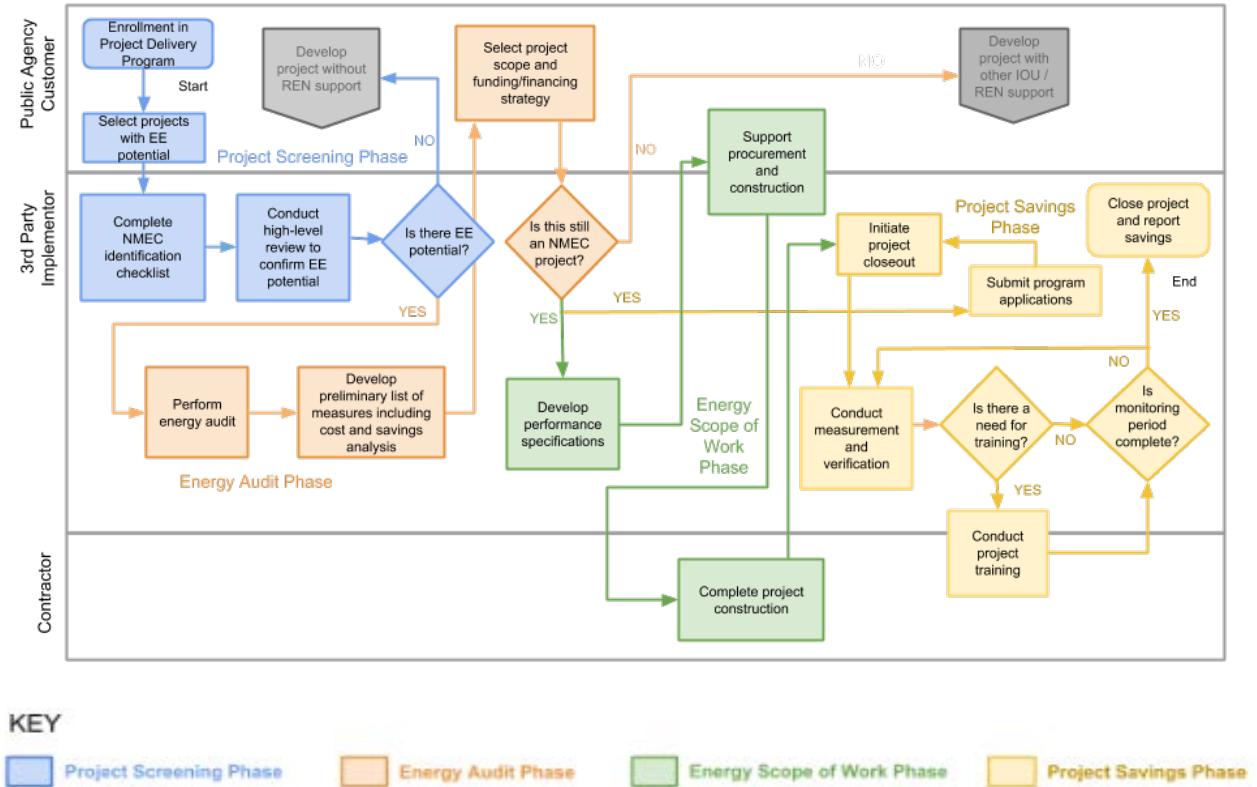 Public Agency
Customer
Enrollment in
Project Delivery
Program
Start
Select projects
with EE
potential
Develop
project without
REN support
Project Screening Phase
NO
Select project
scope and
funding/financing
strategy
NO
NO
Develop
project with
other IOU /
REN support
Support
procurement
and
construction
3rd Party
Implementor
Complete
NMEC
identification
checklist
Conduct
high-level
review to
confirm EE
potential
Is there EE
potential?
YES
Is this still
an NMEC
project?
YES
YES
Initiate
project
closeout
Project Savings
Phase
Submit program
applications
Close project
and report
savings
End
YES
NO
Perform
energy audit
Develop
preliminary list of
measures including
cost and savings
analysis
Energy Audit Phase
Develop
performance
specifications
Energy
Scope of
Work
Phase
Conduct
measurement
and
verification
Is there a
need for
training?
NO
YES
Is
monitoring
period
complete?
Contractor
Complete project
construction
Conduct
project
training
KEY
Project Screening Phase
Energy Audit Phase
Energy Scope of Work Phase
Project Savings Phase